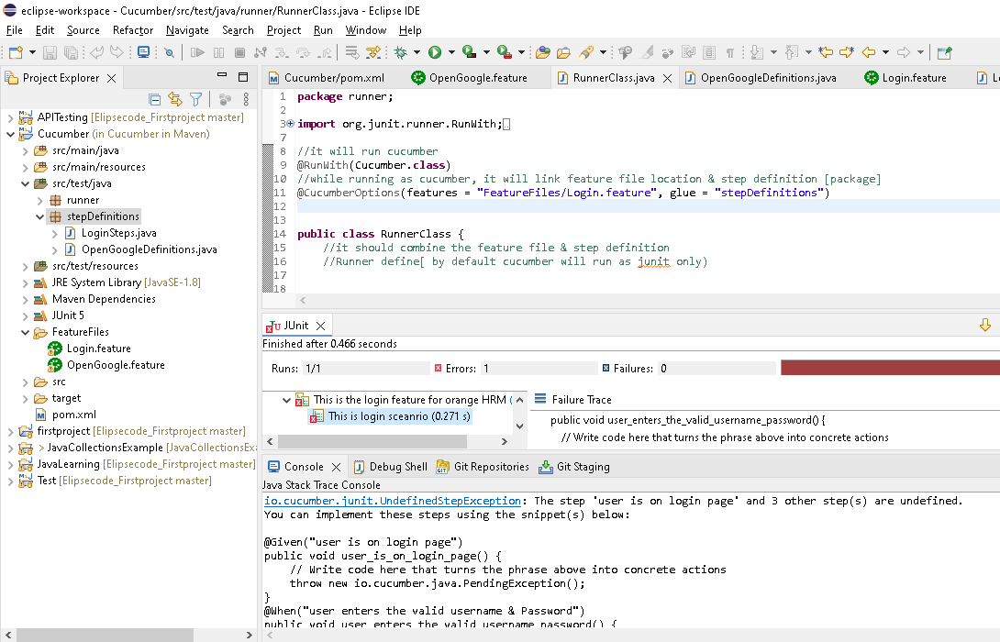 eclipse-workspace - Cucumber/src/test/java/runner/RunnerClass.java - Eclipse IDE
File Edit Source Refactor Navigate Search Project Run Window Help
Project Explorer
Cucumber/pom.xml OpenGoogle.feature RunnerClass.java OpenGoogleDefinitions.java Login.feature Lo
APITesting [Elipsecode_Firstproject master]
Cucumber (in Cucumber in Maven)
src/main/java
src/main/resources
src/test/java
runner
stepDefinitions
LoginSteps.java
OpenGoogleDefinitions.java
src/test/resources
JRE System Library [JavaSE-1.8]
Maven Dependencies
JUnit 5
FeatureFiles
Login.feature
OpenGoogle.feature
src
target
pom.xml
firstproject [Elipsecode_Firstproject master]
> JavaCollectionsExample [JavaCollectionsExa
JavaLearning [Elipsecode_Firstproject master]
Test [Elipsecode_Firstproject master]
1 package runner;
2
3 import org.junit.runner.RunWith;
7
8 //it will run cucumber
9 @RunWith(Cucumber.class)
10 //while running as cucumber, it will link feature file location & step definition [package]
11 @CucumberOptions(features = "FeatureFiles/Login.feature", glue = "stepDefinitions")
12
13
14 public class RunnerClass {
15 //it should combine the feature file & step definition
16 //Runner define[ by default cucumber will run as junit only)
17
18
JUnit
Finished after 0.466 seconds
Runs: 1/1 Errors: 1 Failures: 0
This is the login feature for orange HRM (
This is login sceanrio (0.271 s)
Failure Trace
public void user_enters_the_valid_username_password() {
// Write code here that turns the phrase above into concrete actions
Console Debug Shell Git Repositories Git Staging
Java Stack Trace Console
io.cucumber.junit.UndefinedStepException: The step 'user is on login page' and 3 other step(s) are undefined.
You can implement these steps using the snippet(s) below:
@Given("user is on login page")
public void user_is_on_login_page() {
// Write code here that turns the phrase above into concrete actions
throw new io.cucumber.java.PendingException();
}
@When("user enters the valid username & Password")
public void user_enters_the_valid_username_password() {